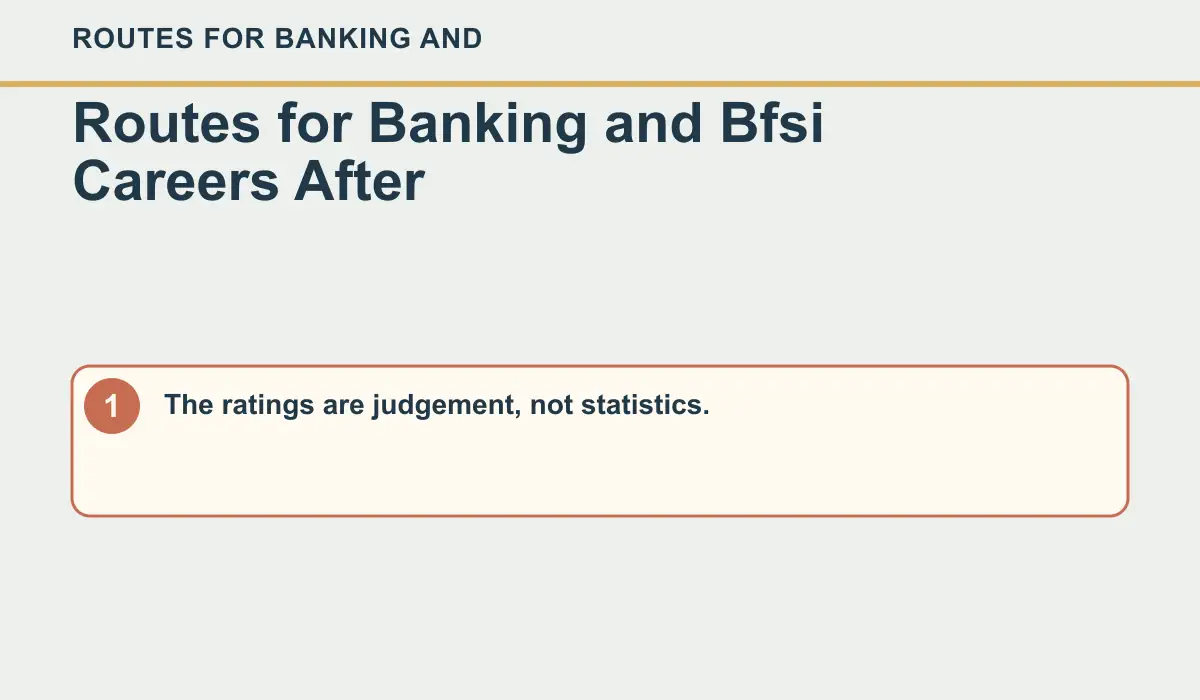 ROUTES FOR BANKING AND
Routes for Banking and Bfsi
Careers After
1 The ratings are judgement, not statistics.